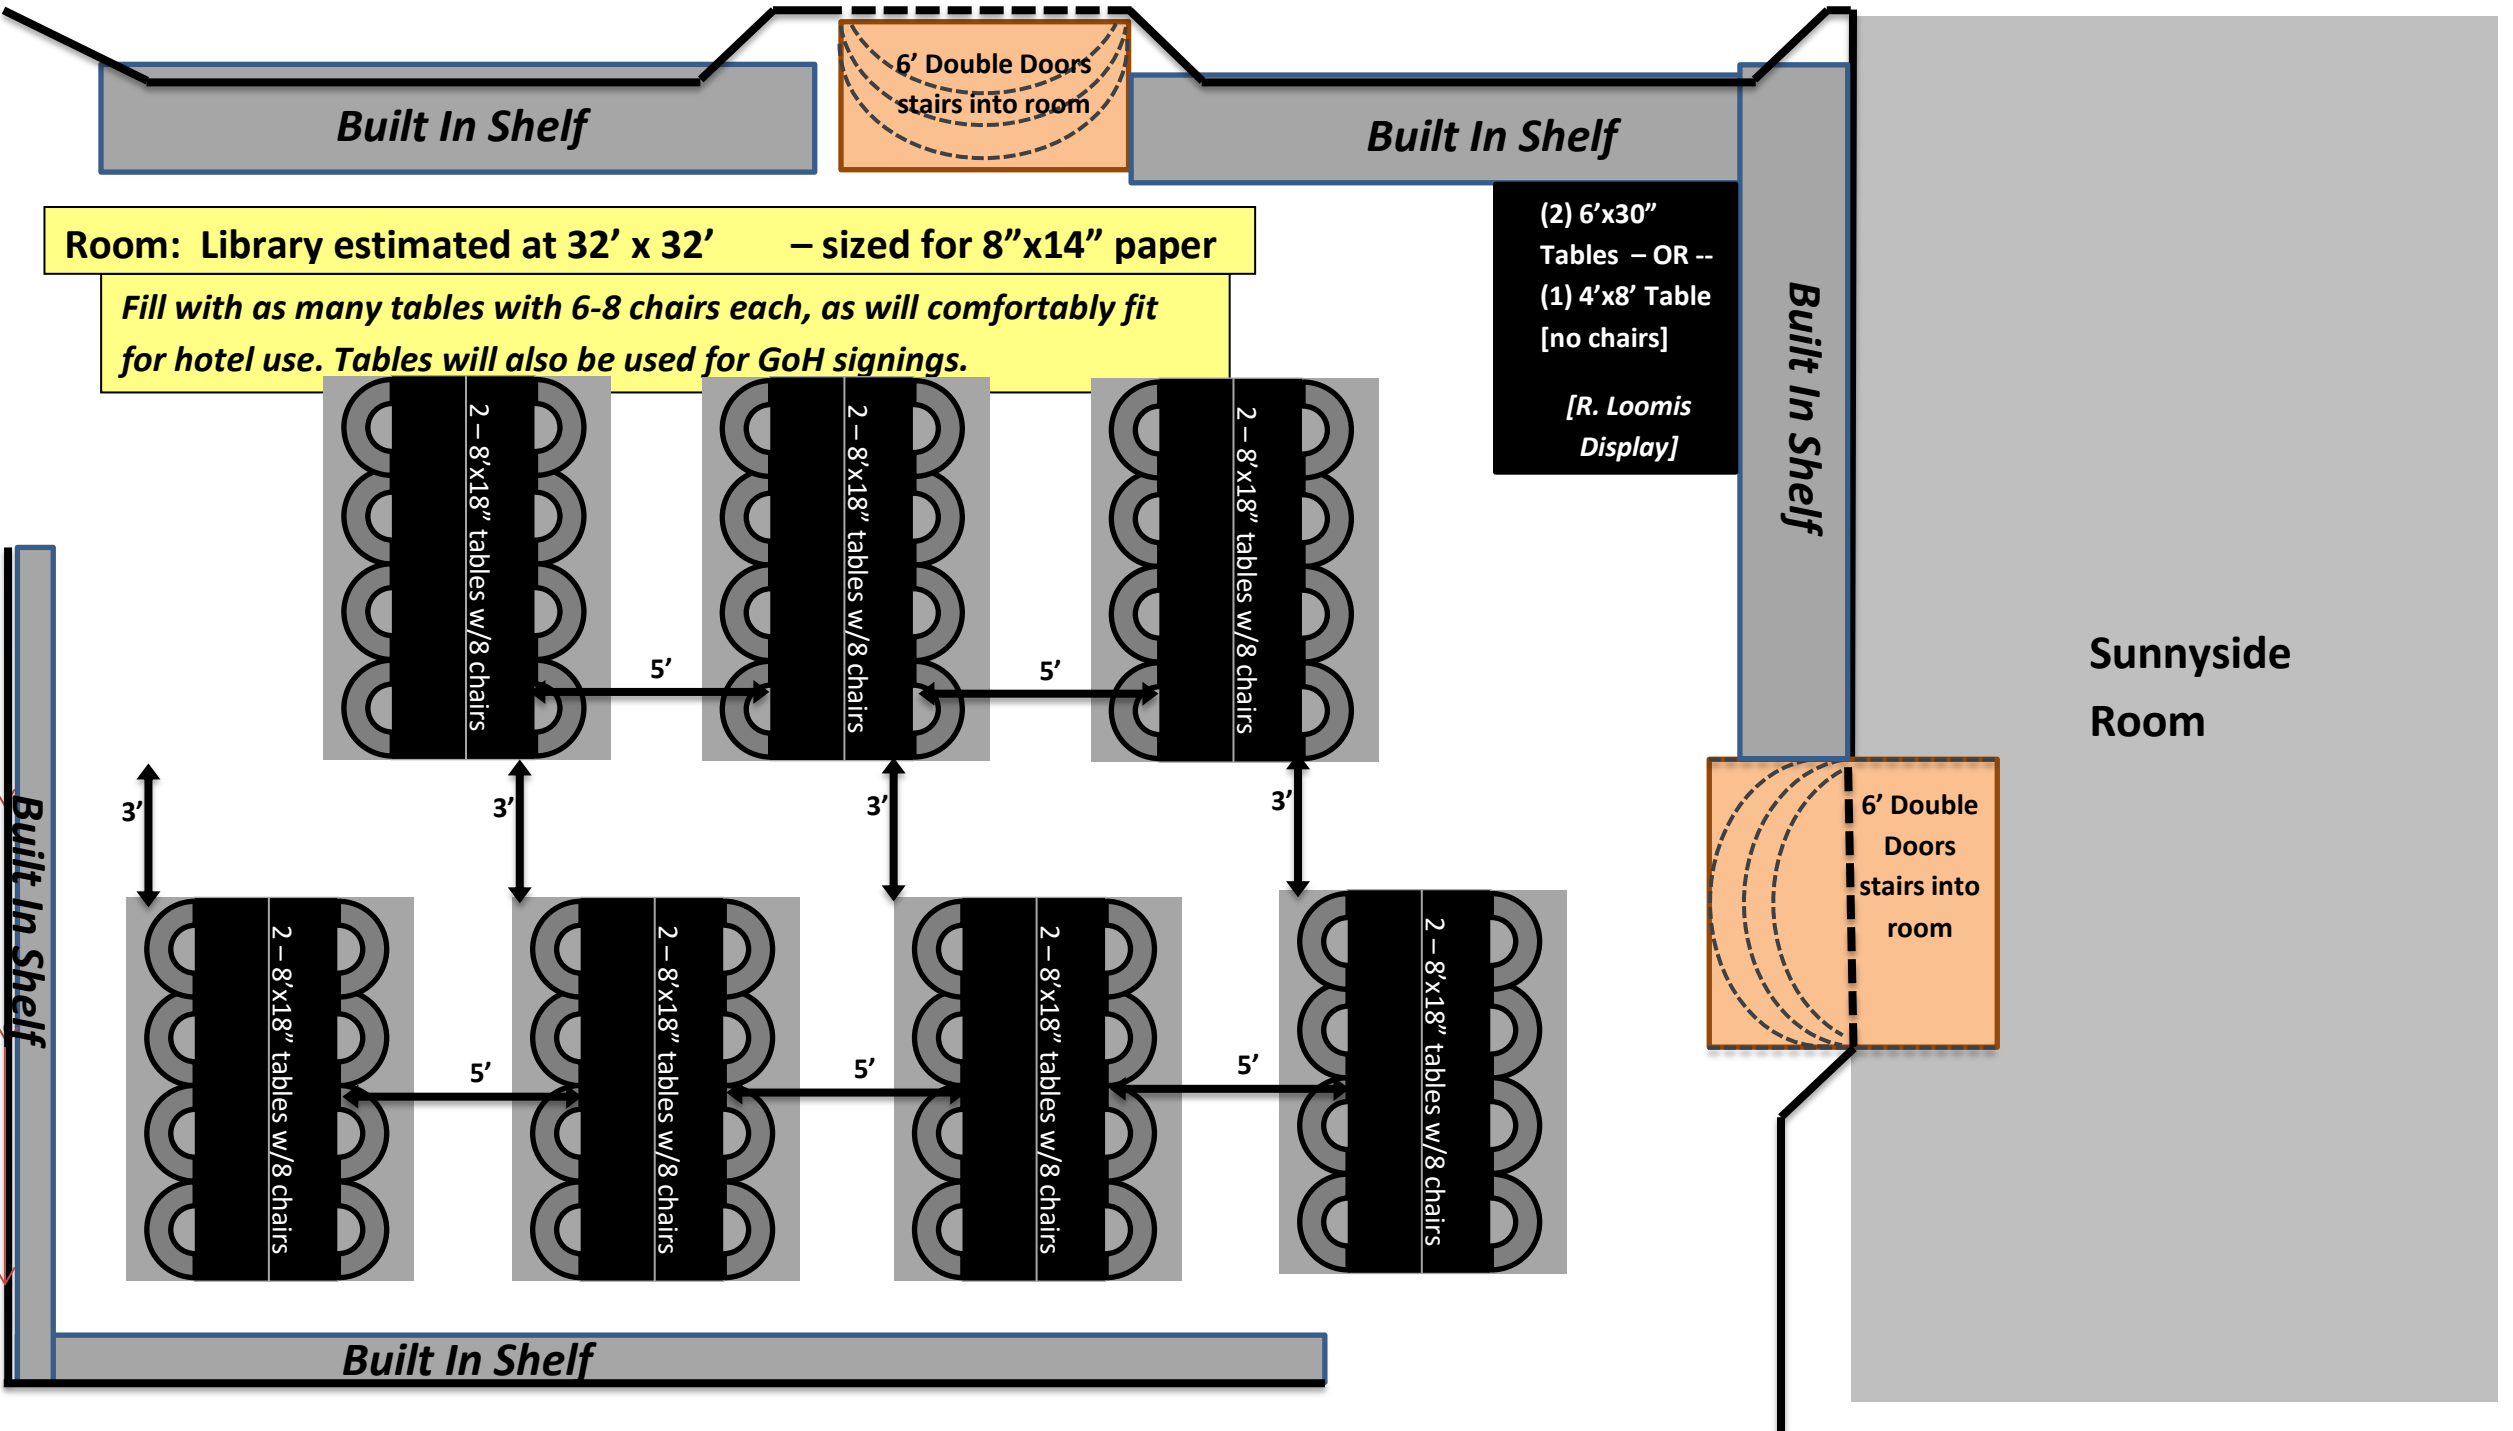 6’ Double Doors
stairs into room
Built In Shelf
Built In Shelf
Room:  Library estimated at 32’ x 32’       – sized for 8”x14” paper
Fill with as many tables with 6-8 chairs each, as will comfortably fit
for hotel use. Tables will also be used for GoH signings.
(2) 6’x30”
Tables – OR --
(1) 4’x8’ Table
[no chairs]
[R. Loomis
Display]
Built In Shelf
2 – 8’x18” tables w/8 chairs
2 – 8’x18” tables w/8 chairs
2 – 8’x18” tables w/8 chairs
5’
5’
Sunnyside
Room
3’
3’
3’
3’
6’ Double
Doors
stairs into
room
Built In Shelf
2 – 8’x18” tables w/8 chairs
2 – 8’x18” tables w/8 chairs
2 – 8’x18” tables w/8 chairs
2 – 8’x18” tables w/8 chairs
5’
5’
5’
Built In Shelf